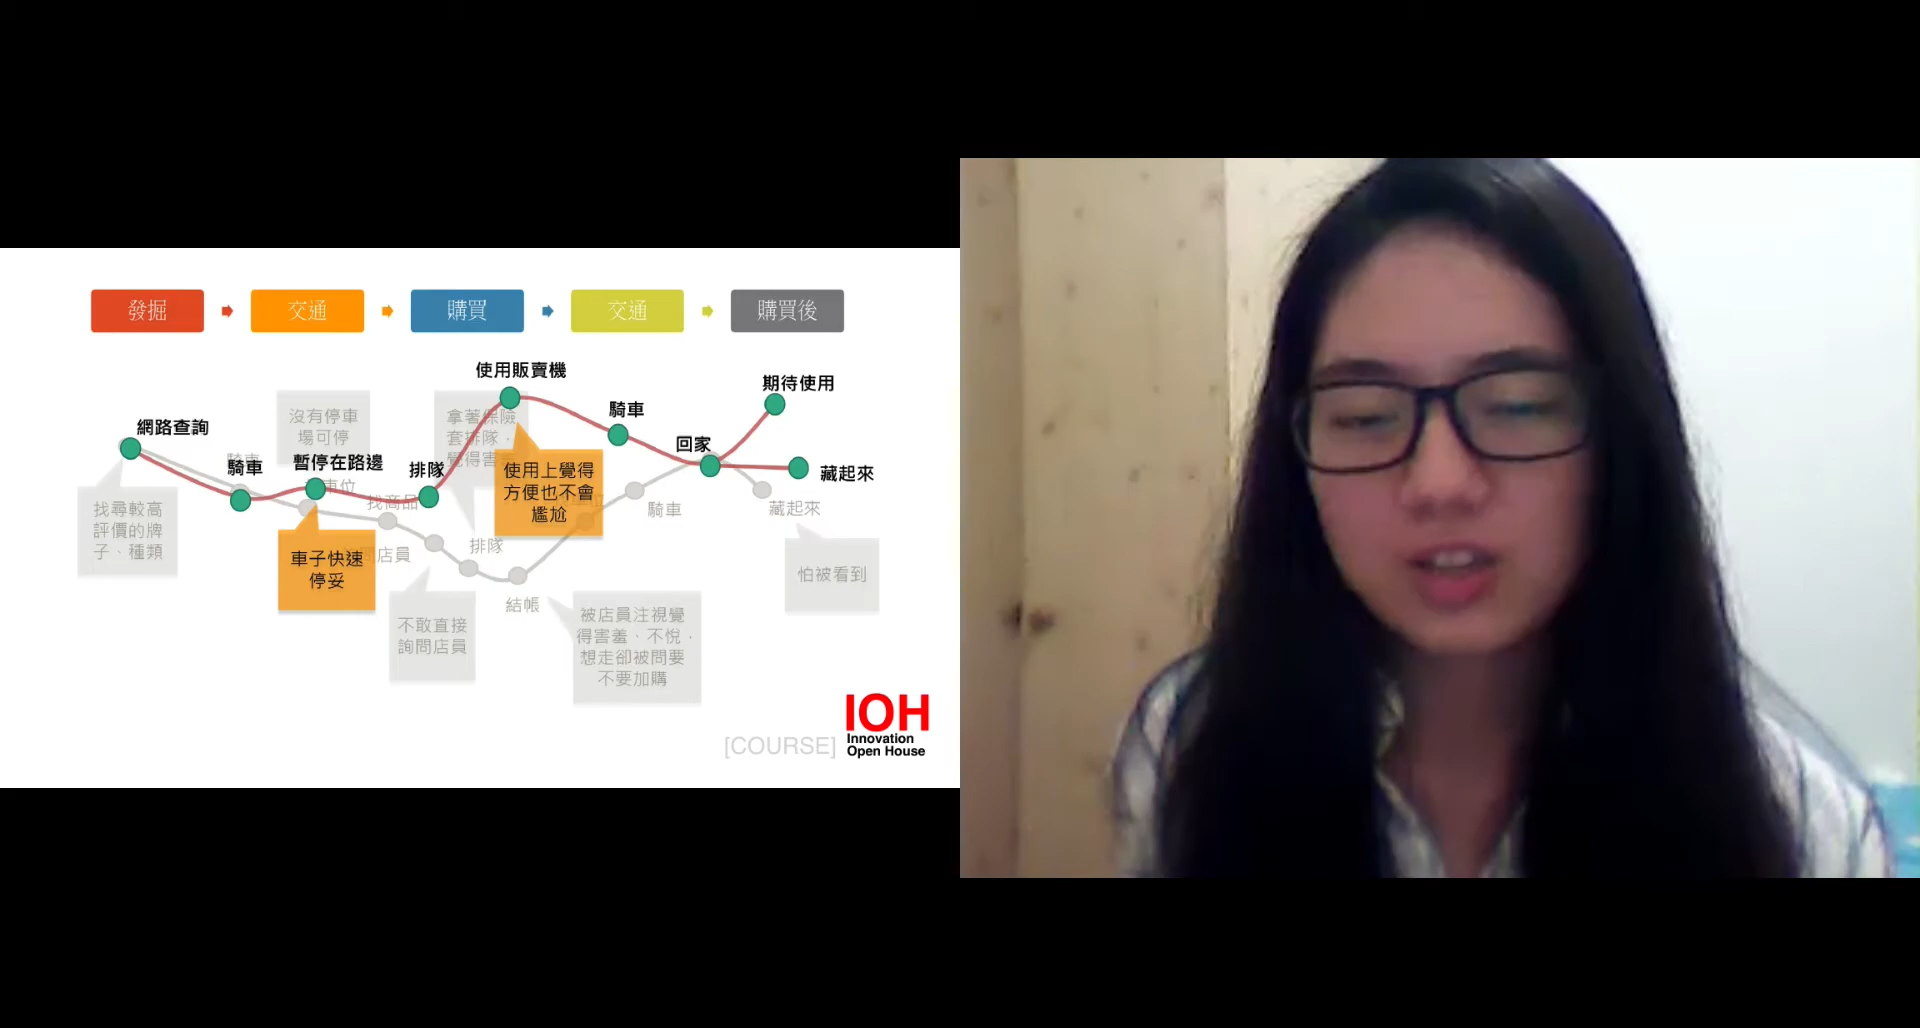 發掘
交通
購買
交通
購買後
使用販賣機
期待使用
網路查詢
沒有停車
場可停
拿著保險
套排隊，
覺得害
騎車
回家
騎車
暫停在路邊
排隊
藏起來
車位
找商品
使用上覺得
方便也不會
尷尬
找尋較高
評價的牌
子、種類
騎車
藏起來
車子快速
停妥
店員
排隊
怕被看到
結帳
不敢直接
詢問店員
被店員注視覺
得害羞、不悅，
想走卻被問要
不要加購
[COURSE]
IOH
Innovation
Open House